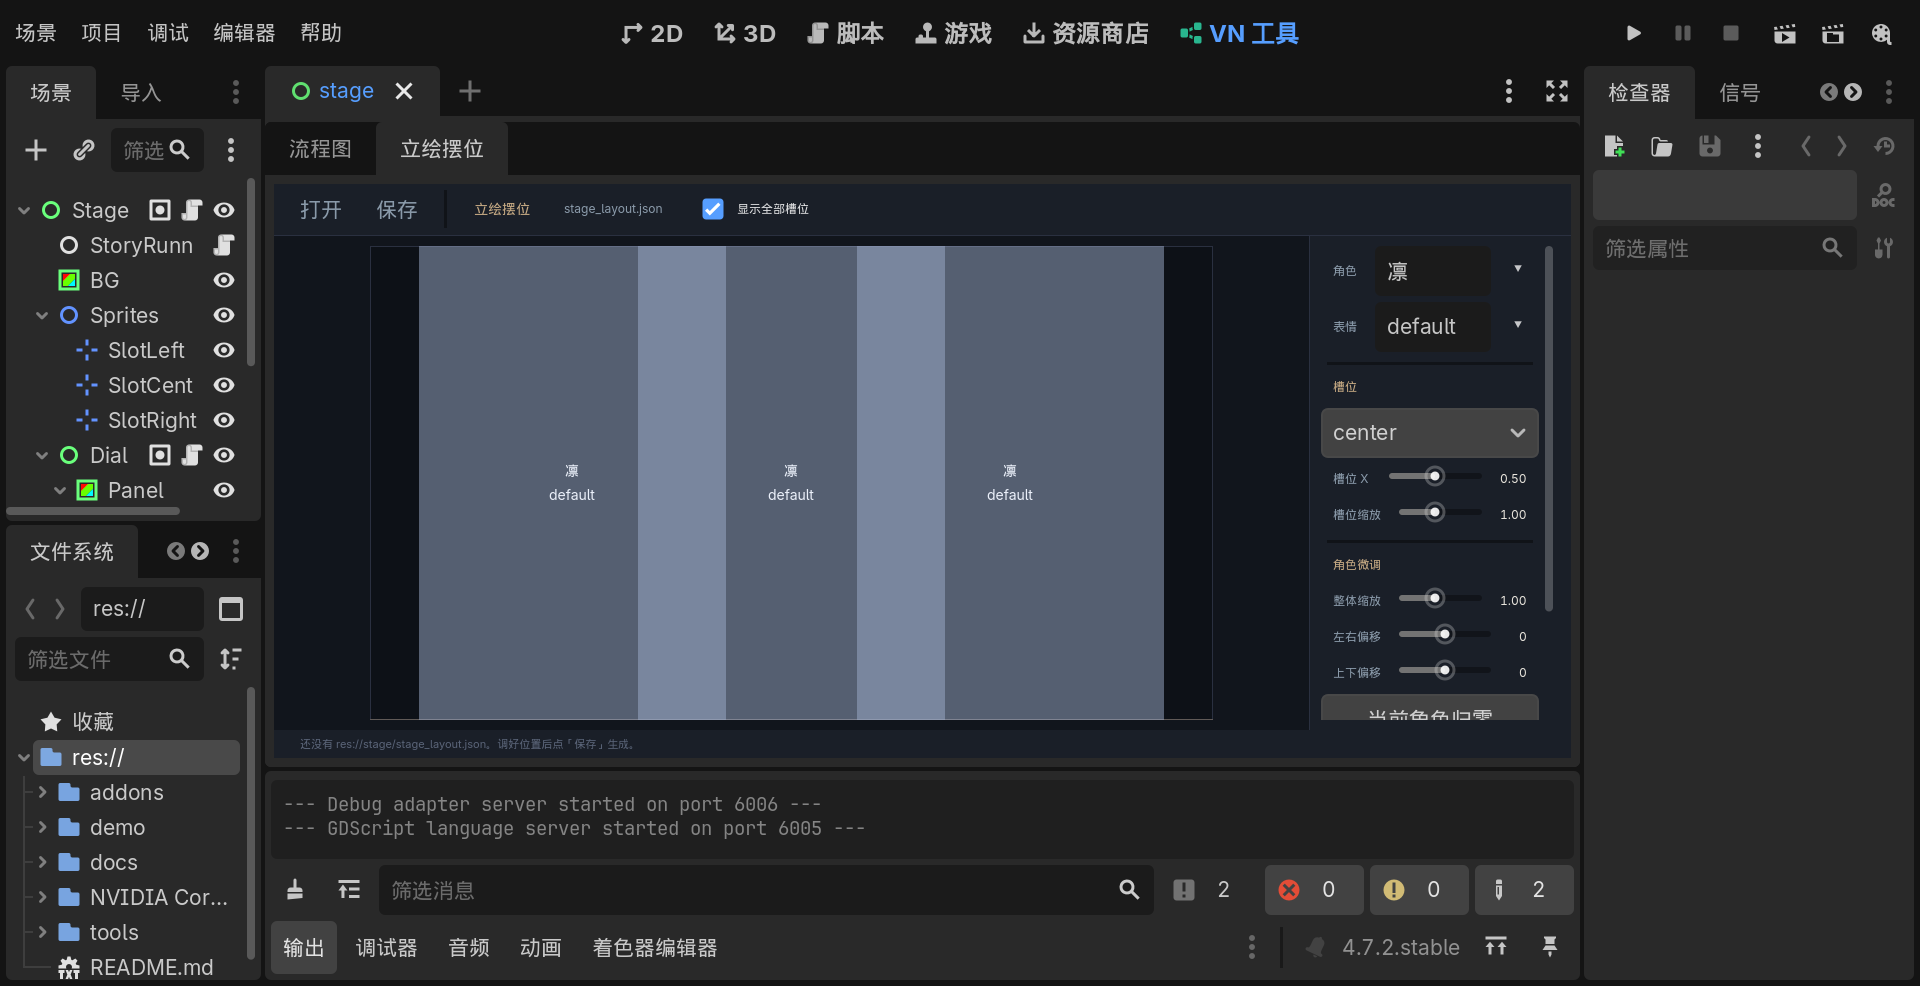 场景 项目 调试 编辑器 帮助 2D 3D 脚本 游戏 资源商店 VN 工具
场景 导入
筛选
Stage
StoryRunn
BG
Sprites
SlotLeft
SlotCent
SlotRight
Dial
Panel
文件系统
res://
筛选文件
收藏
res://
addons
demo
docs
NVIDIA Cor...
tools
README.md
stage
流程图 立绘摆位
打开 保存 立绘摆位 stage_layout.json 显示全部槽位
凛
default
凛
default
凛
default
角色 凛
表情 default
槽位
center
槽位 X 0.50
槽位缩放 1.00
角色微调
整体缩放 1.00
左右偏移 0
上下偏移 0
当前角色归零
还没有 res://stage/stage_layout.json。调好位置后点「保存」生成。
--- Debug adapter server started on port 6006 ---
--- GDScript language server started on port 6005 ---
筛选消息 2 0 0 2
输出 调试器 音频 动画 着色器编辑器 4.7.2.stable
检查器 信号
DOC
筛选属性